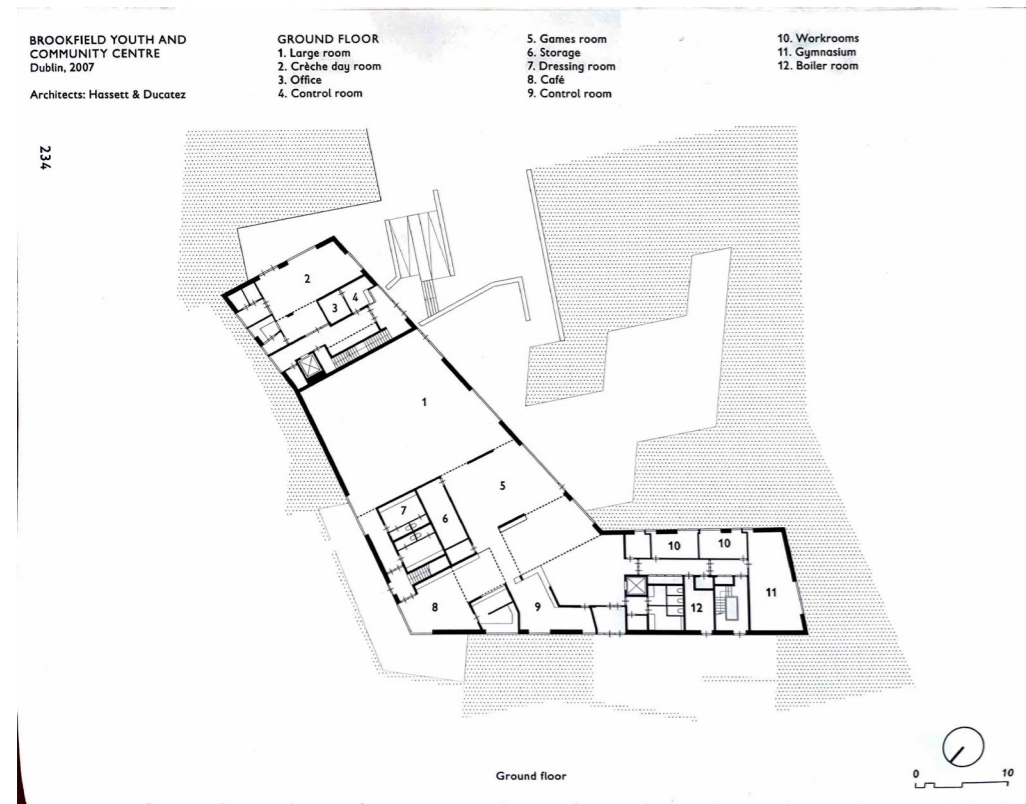 BROOKFIELD YOUTH AND
COMMUNITY CENTRE
Dublin, 2007
Architects: Hassett & Ducatez
GROUND FLOOR
1. Large room
2. Crèche day room
3. Office
4. Control room
5. Games room
6. Storage
7. Dressing room
8. Café
9. Control room
10. Workrooms
11. Gymnasium
12. Boiler room
234
2
3
4
1
5
7
6
10
10
11
8
9
12
Ground floor
0
10